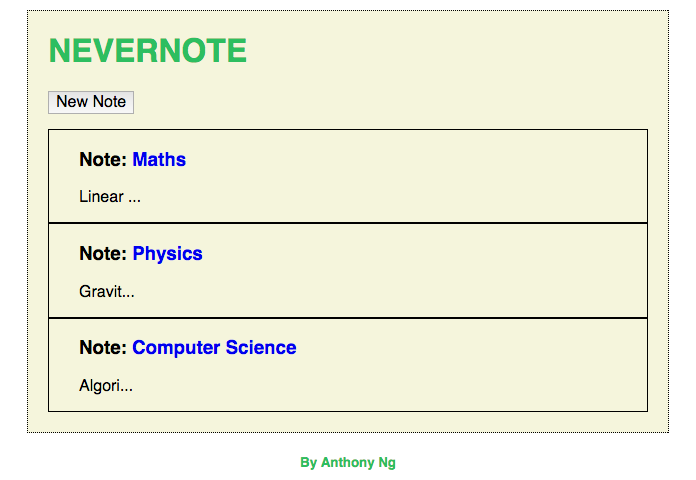 NEVERNOTE
New Note
Note: Maths
Linear ...
Note: Physics
Gravit...
Note: Computer Science
Algori...
By Anthony Ng